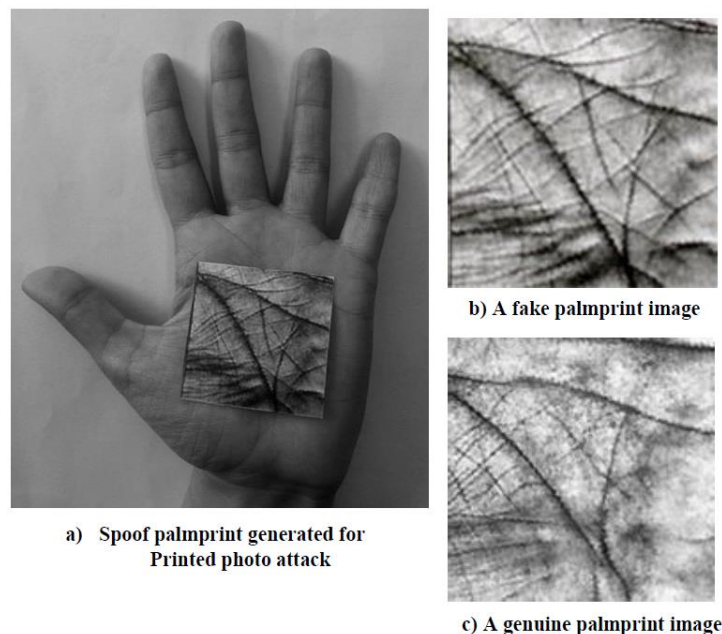 a) Spoof palmprint generated for
Printed photo attack
b) A fake palmprint image
c) A genuine palmprint image